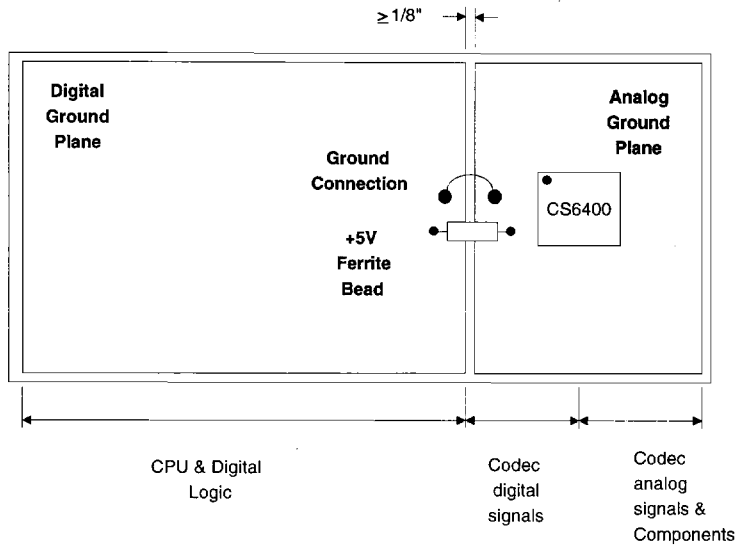 ≥ 1/8"
Digital
Ground
Plane
Analog
Ground
Plane
Ground
Connection
CS6400
+5V
Ferrite
Bead
CPU & Digital
Logic
Codec
digital
signals
Codec
analog
signals &
Components